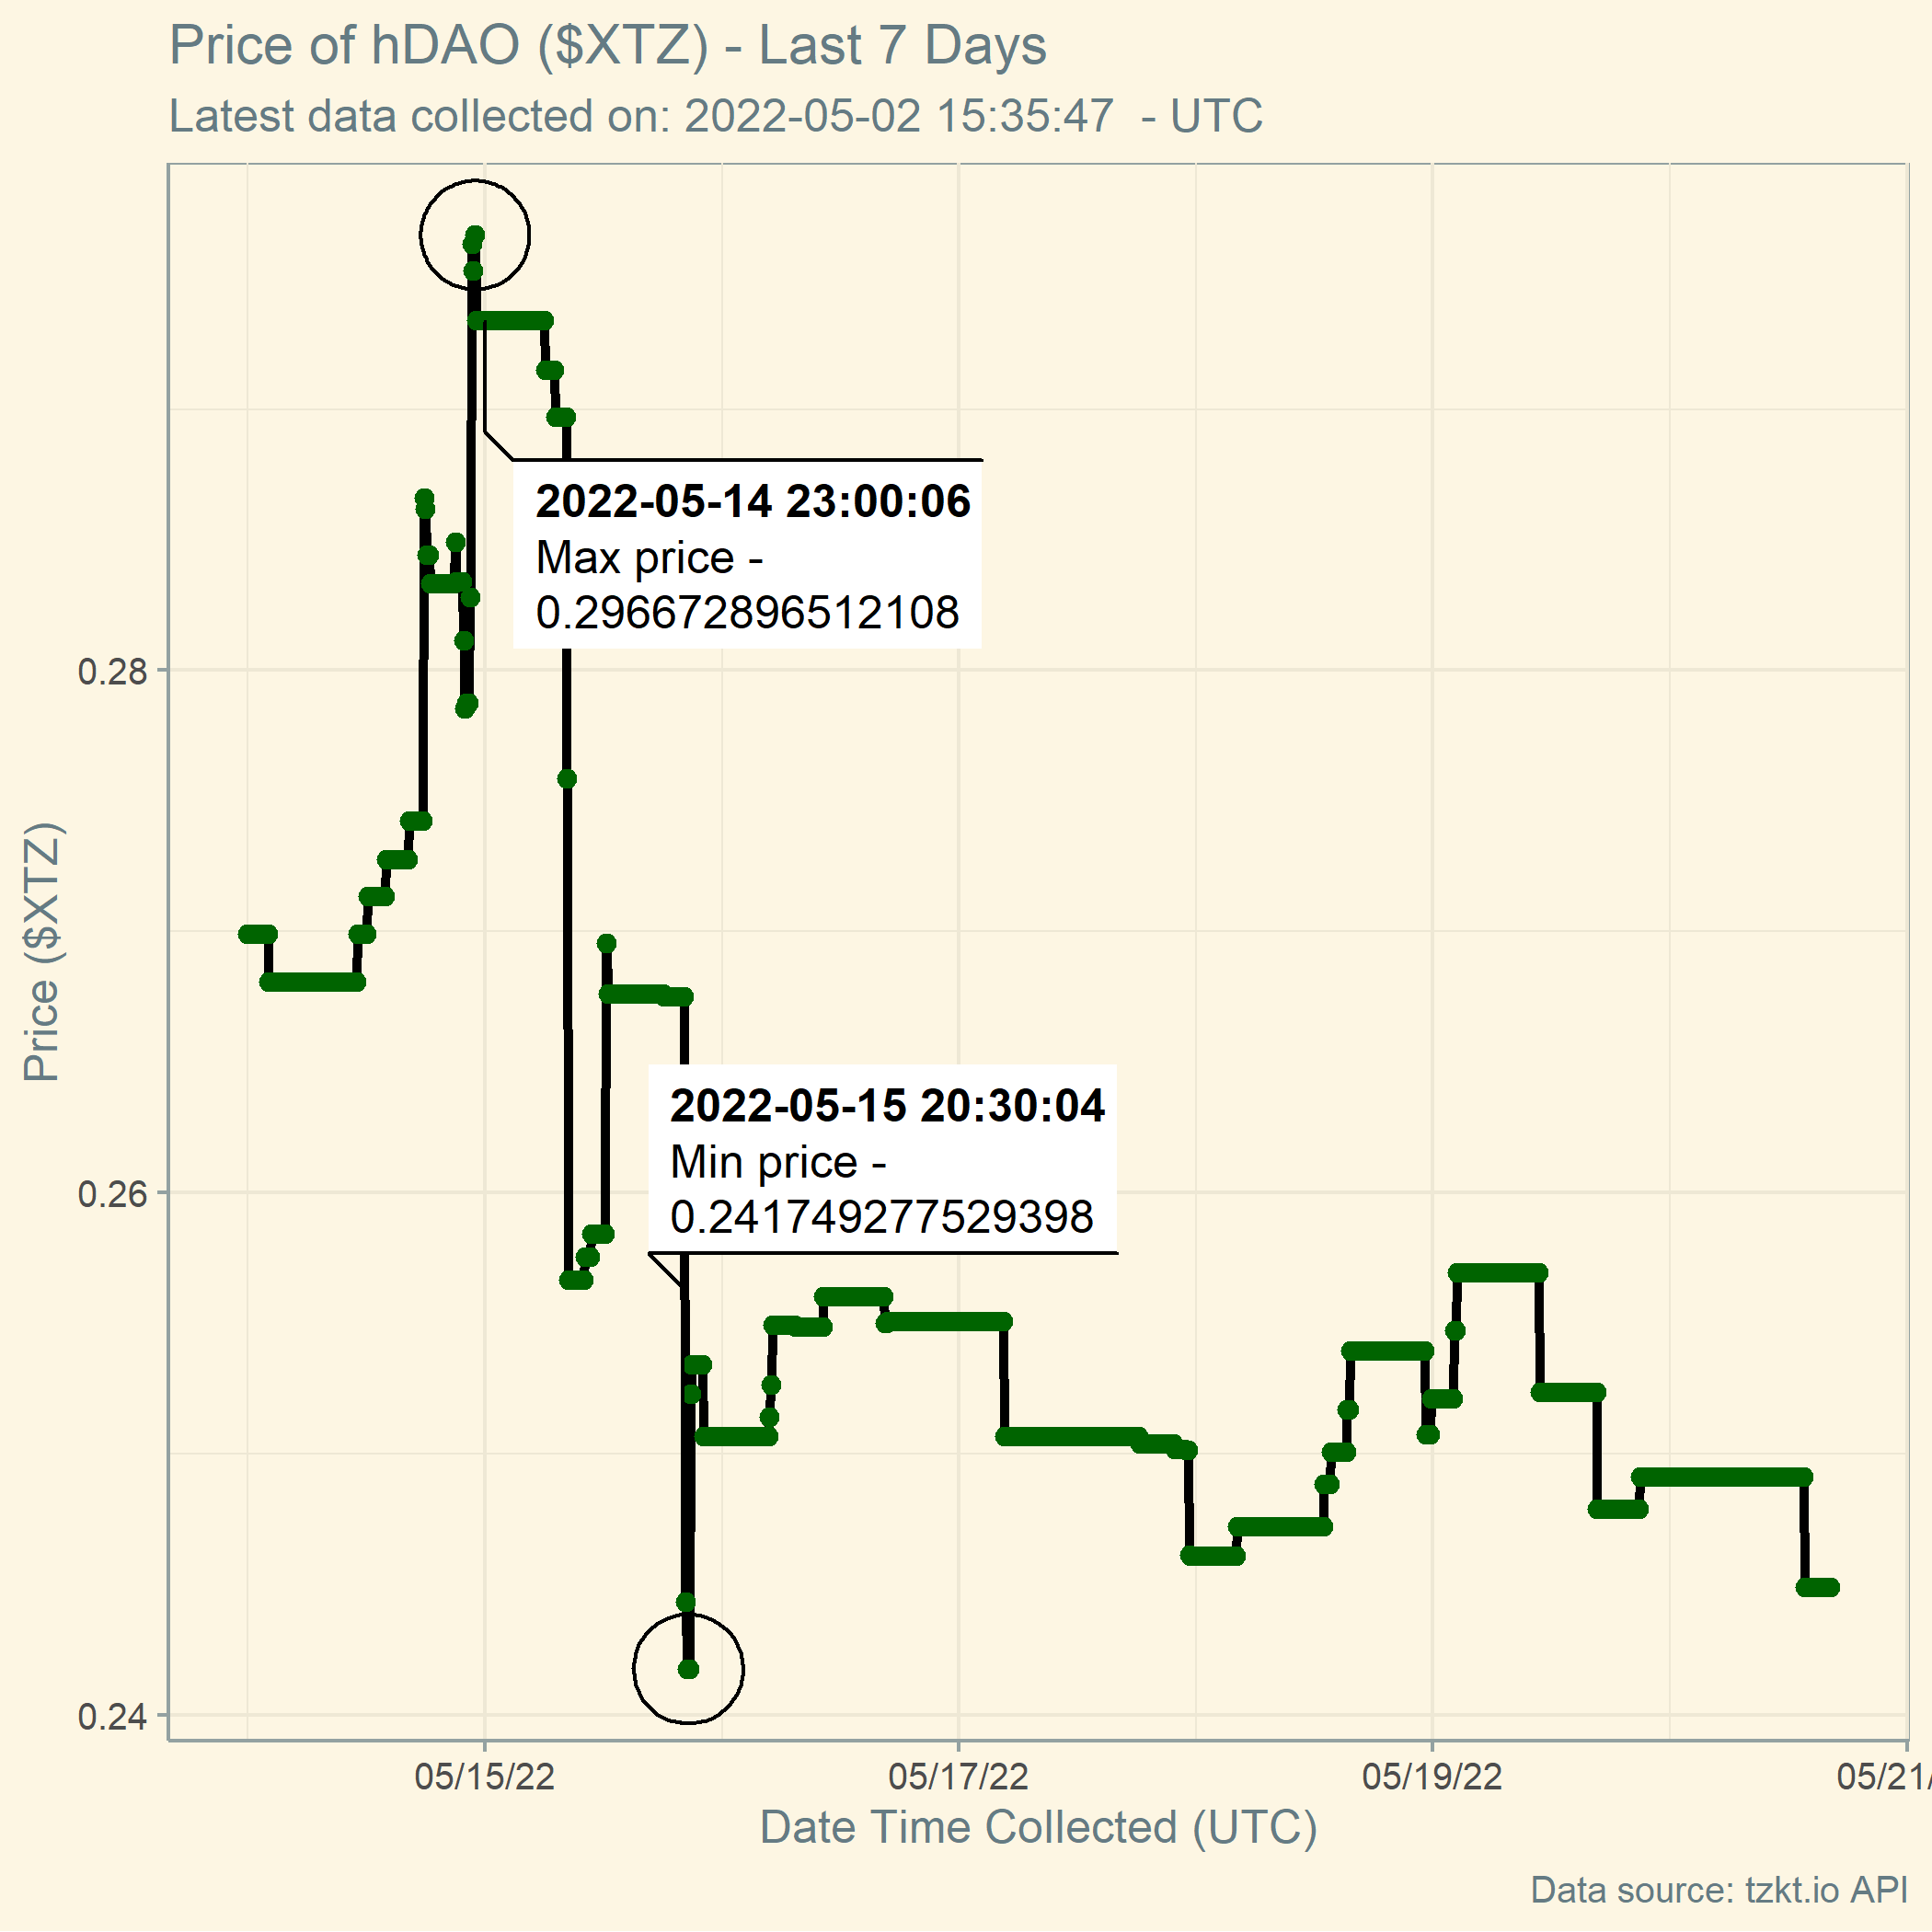 Price of hDAO ($XTZ) - Last 7 Days
Latest data collected on: 2022-05-02 15:35:47  - UTC
2022-05-14 23:00:06
Max price -
0.296672896512108
0.28
Price ($XTZ)
2022-05-15 20:30:04
Min price -
0.241749277529398
0.26
0.24
05/15/22
05/17/22
05/19/22
05/21/
Date Time Collected (UTC)
Data source: tzkt.io API